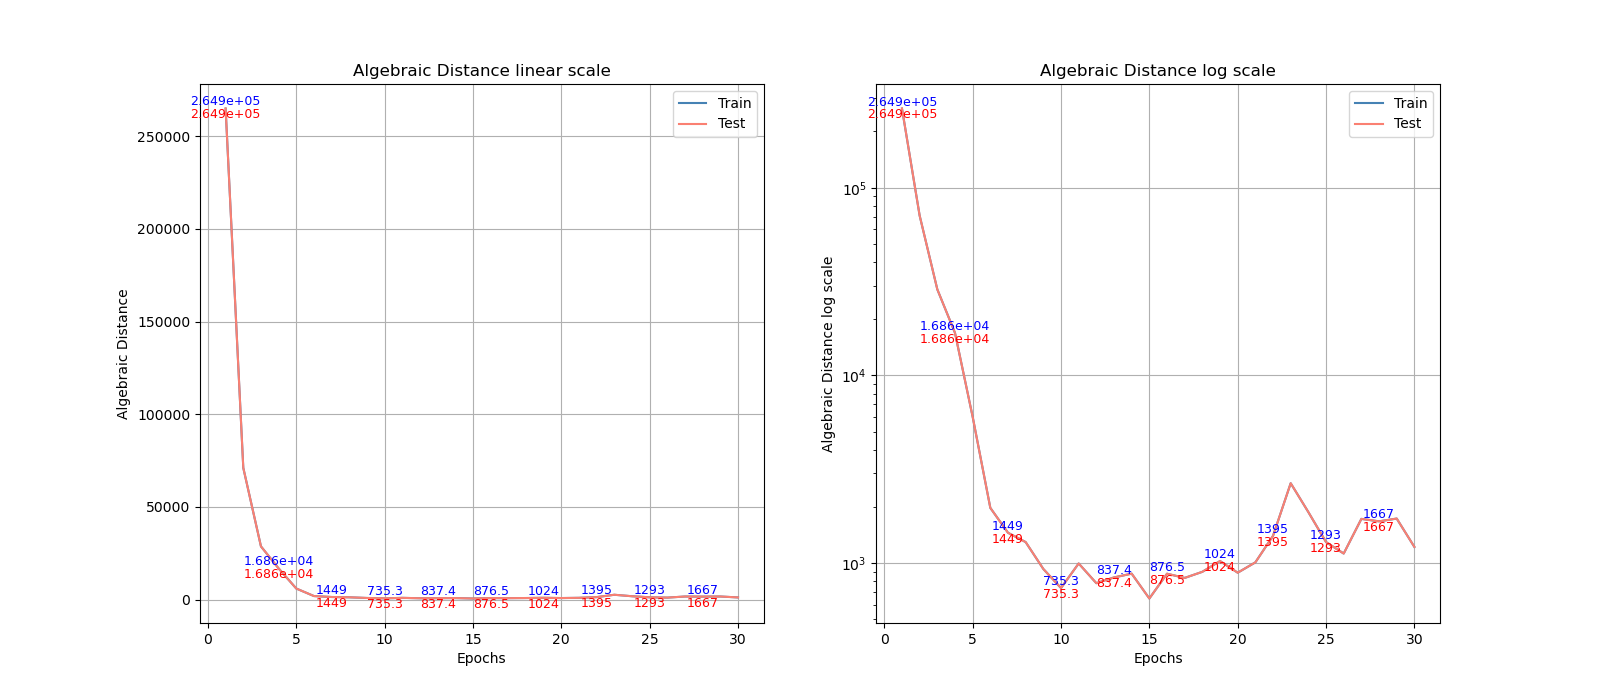 Algebraic Distance linear scale
2.649e+05
2.649e+05
Train
Test
250000
200000
150000
100000
50000
0
Algebraic Distance
1.686e+04
1.686e+04
1449 735.3 837.4 876.5 1024 1395 1293 1667
1449 735.3 837.4 876.5 1024 1395 1293 1667
0 5 10 15 20 25 30
Epochs
Algebraic Distance log scale
2.649e+05
2.649e+05
Train
Test
10^5
10^4
10^3
Algebraic Distance log scale
1.686e+04
1.686e+04
1449
1449
735.3
735.3
837.4
837.4
876.5
876.5
1024
1024
1395
1395
1293
1293
1667
1667
0 5 10 15 20 25 30
Epochs